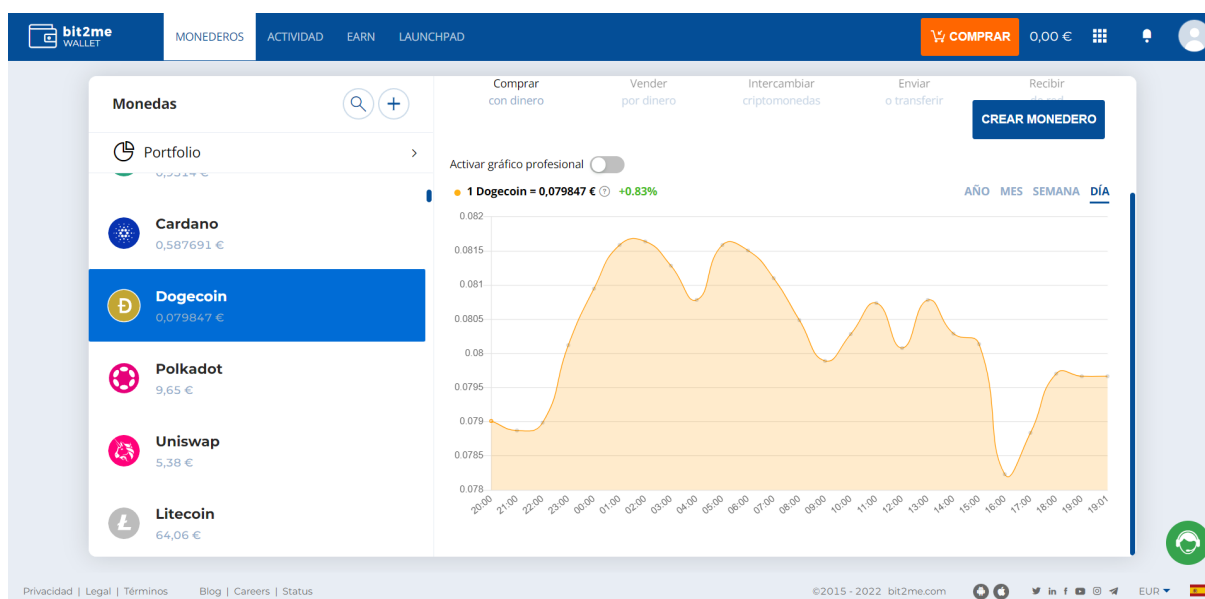 bit2me
WALLET
MONEDEROS
ACTIVIDAD
EARN
LAUNCHPAD
COMPRAR
0,00 €
Monedas
Portfolio
Cardano
0,587691 €
Dogecoin
0,079847 €
Polkadot
9,65 €
Uniswap
5,38 €
Litecoin
64,06 €
Comprar
con dinero
Vender
por dinero
Intercambiar
criptomonedas
Enviar
o transferir
Recibir
CREAR MONEDERO
Activar gráfico profesional
1 Dogecoin = 0,079847 € ? +0.83%
AÑO MES SEMANA DÍA
0.082
0.0815
0.081
0.0805
0.08
0.0795
0.079
0.0785
0.078
20:00 21:00 22:00 23:00 00:00 01:00 02:00 03:00 04:00 05:00 06:00 07:00 08:00 09:00 10:00 11:00 12:00 13:00 14:00 15:00 16:00 17:00 18:00 19:00 19:01
Privacidad | Legal | Términos Blog | Careers | Status
©2015 - 2022 bit2me.com
EUR